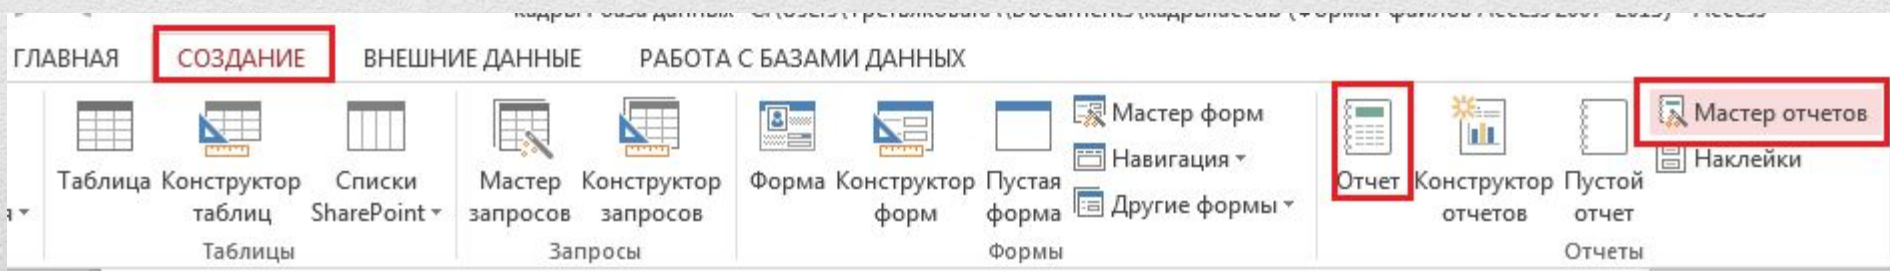 ГЛАВНАЯ СОЗДАНИЕ ВНЕШНИЕ ДАННЫЕ РАБОТА С БАЗАМИ ДАННЫХ
Таблица
Конструктор
таблиц
Списки
SharePoint
Таблицы
Мастер
запросов
Конструктор
запросов
Запросы
Форма
Конструктор
форм
Пустая
форма
Мастер форм
Навигация
Другие формы
Формы
Отчет
Конструктор
отчетов
Пустой
отчет
Мастер отчетов
Наклейки
Отчеты